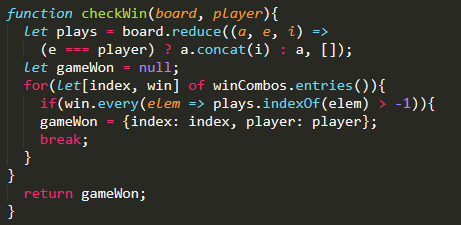 function checkWin(board, player){
  let plays = board.reduce((a, e, i) =>
    (e === player) ? a.concat(i) : a, []);
  let gameWon = null;
  for(let[index, win] of winCombos.entries()){
    if(win.every(elem => plays.indexOf(elem) > -1)){
    gameWon = {index: index, player: player};
    break;
  }
}
  return gameWon;
}